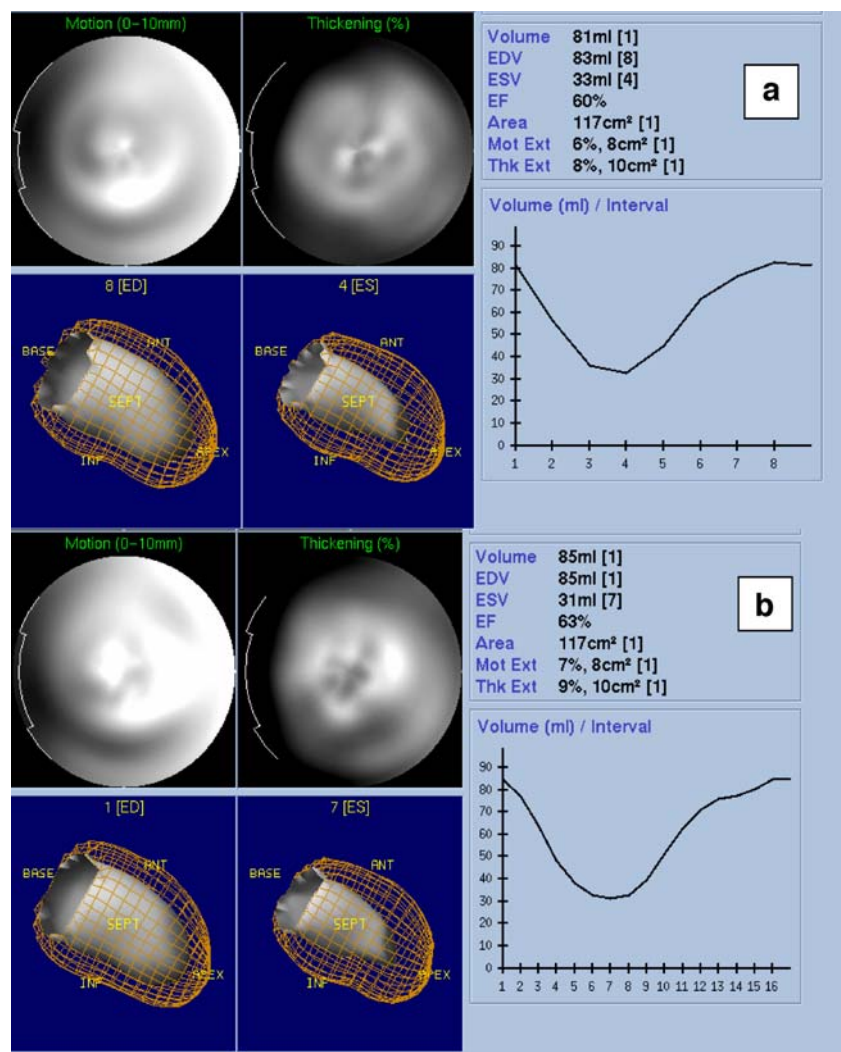 Motion (0-10mm) Thickening (%)
Volume 81ml [1]
EDV 83ml [8]
ESV 33ml [4]
EF 60%
Area 117cm² [1]
Mot Ext 6%, 8cm² [1]
Thk Ext 8%, 10cm² [1]
a
Volume (ml) / Interval
90
80
70
60
50
40
30
20
10
0
1 2 3 4 5 6 7 8
8 [ED] 4 [ES]
BASE ANT SEPT INF APEX
BASE ANT SEPT INF APEX
Motion (0-10mm) Thickening (%)
Volume 85ml [1]
EDV 85ml [1]
ESV 31ml [7]
EF 63%
Area 117cm² [1]
Mot Ext 7%, 8cm² [1]
Thk Ext 9%, 10cm² [1]
b
Volume (ml) / Interval
90
80
70
60
50
40
30
20
10
0
1 2 3 4 5 6 7 8 9 10 11 12 13 14 15 16
1 [ED] 7 [ES]
BASE ANT SEPT INF APEX
BASE ANT SEPT INF APEX